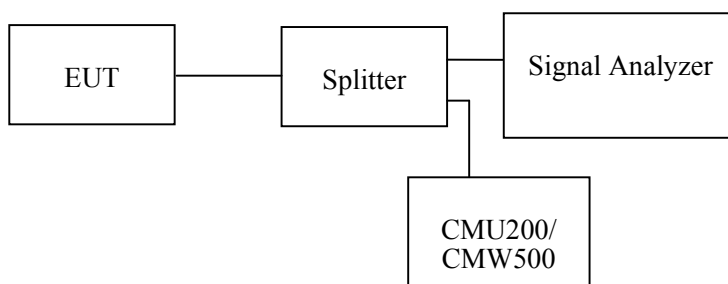 EUT
Splitter
Signal Analyzer
CMU200/
CMW500